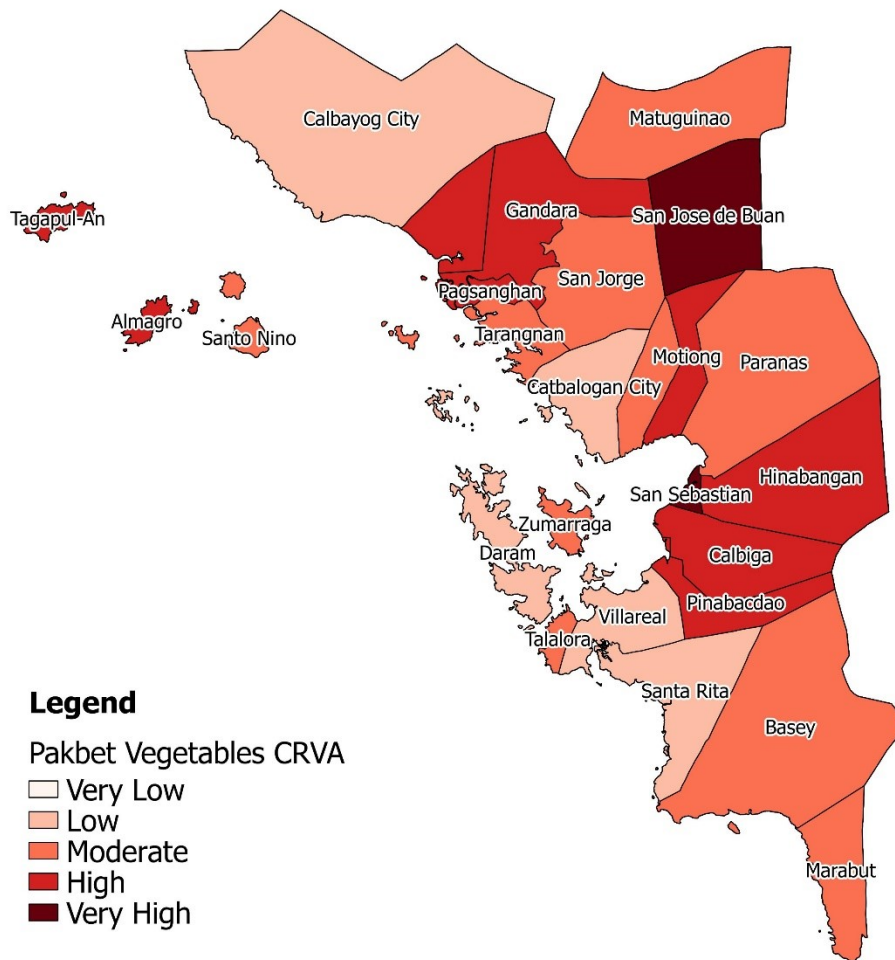 Calbayog City
Matuguinao
Tagapul-An
Gandara
San Jose de Buan
San Jorge
Pagsanghan
Almagro
Santo Nino
Tarangnan
Motiong
Paranas
Catbalogan City
Hinabangan
San Sebastian
Zumarraga
Daram
Calbiga
Pinabacdao
Villareal
Talalora
Santa Rita
Basey
Marabut
Legend
Pakbet Vegetables CRVA
Very Low
Low
Moderate
High
Very High